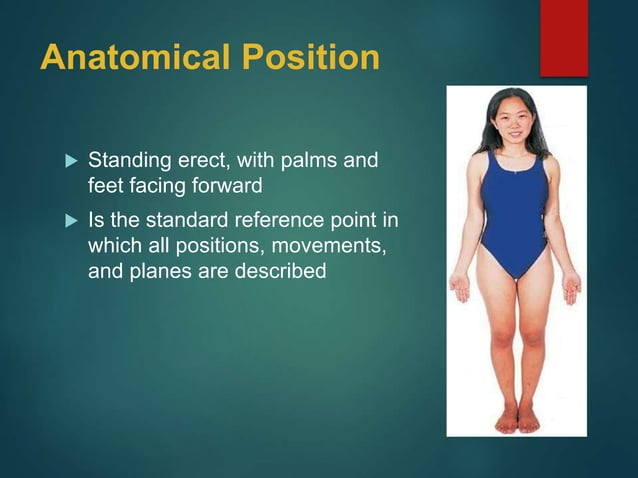 Anatomical Position
Standing erect, with palms and
feet facing forward
Is the standard reference point in
which all positions, movements,
and planes are described